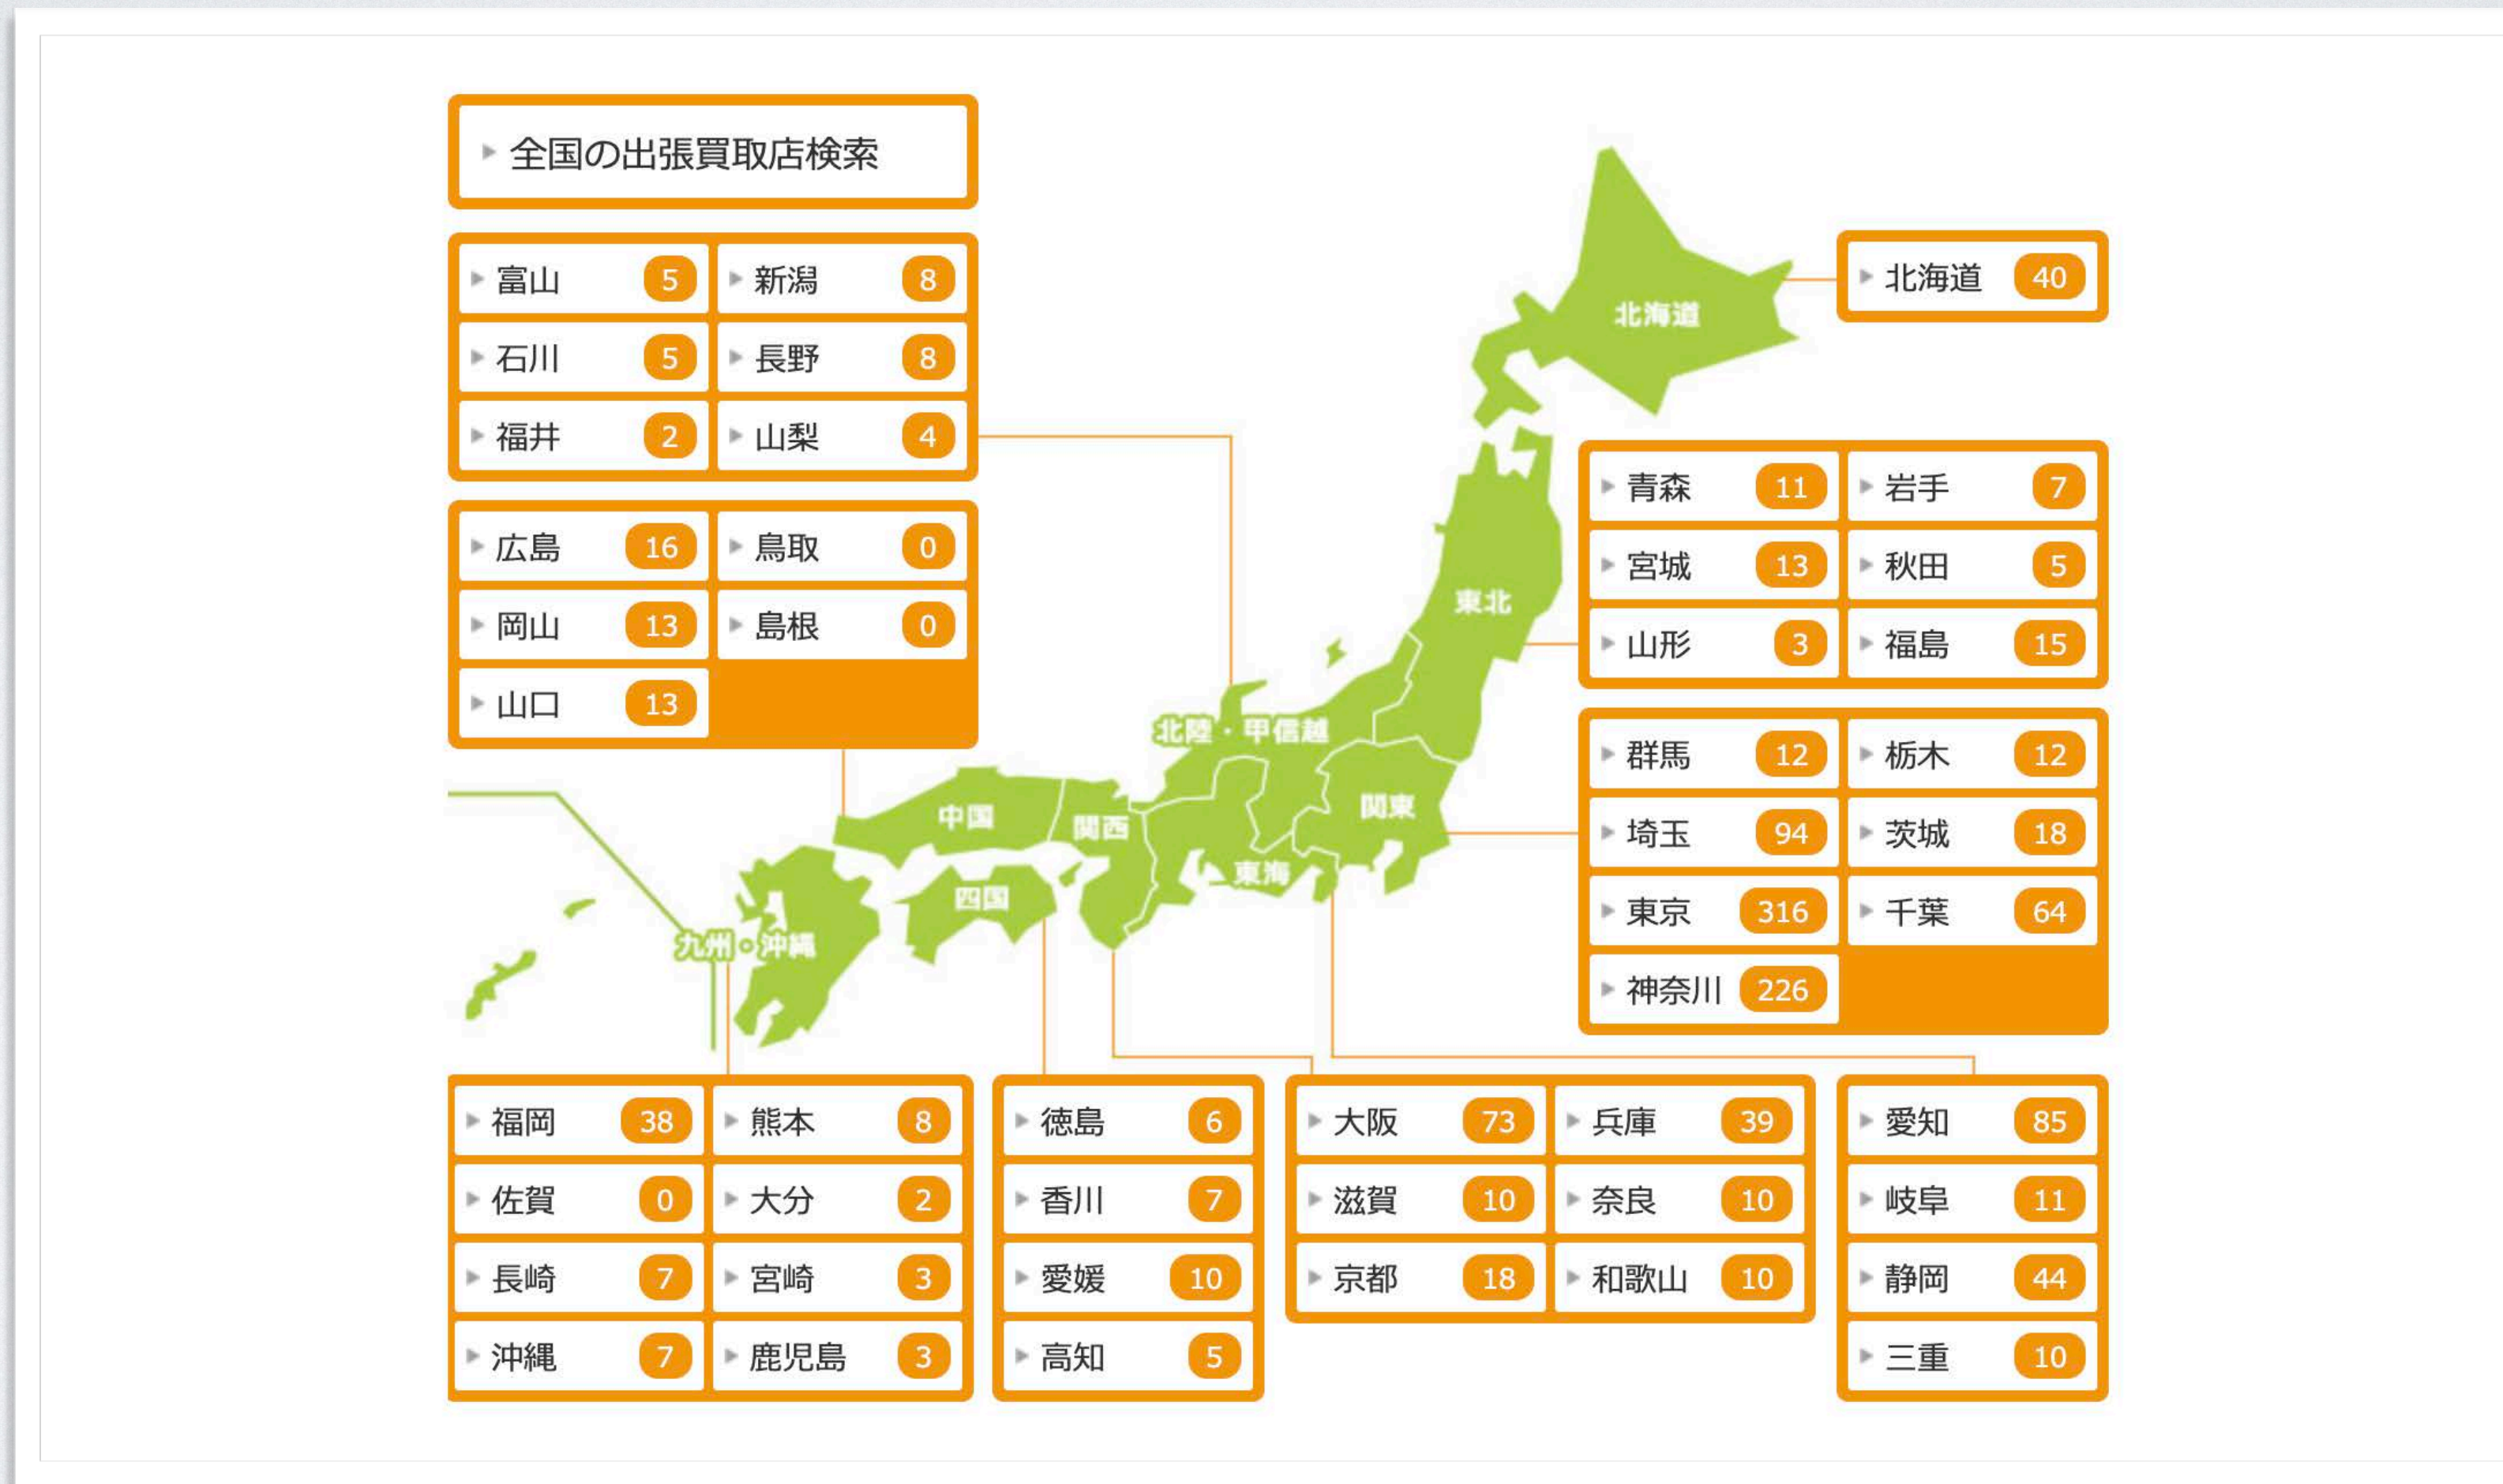 全国の出張買取店検索
富山 5 新潟 8
石川 5 長野 8
福井 2 山梨 4
広島 16 鳥取 0
岡山 13 島根 0
山口 13
北海道
北海道 40
東北
青森 11 岩手 7
宮城 13 秋田 5
山形 3 福島 15
北陸・甲信越
関東
群馬 12 栃木 12
埼玉 94 茨城 18
東京 316 千葉 64
神奈川 226
中国
関西
東海
四国
九州・沖縄
福岡 38 熊本 8
佐賀 0 大分 2
長崎 7 宮崎 3
沖縄 7 鹿児島 3
徳島 6
香川 7
愛媛 10
高知 5
大阪 73 兵庫 39
滋賀 10 奈良 10
京都 18 和歌山 10
愛知 85
岐阜 11
静岡 44
三重 10